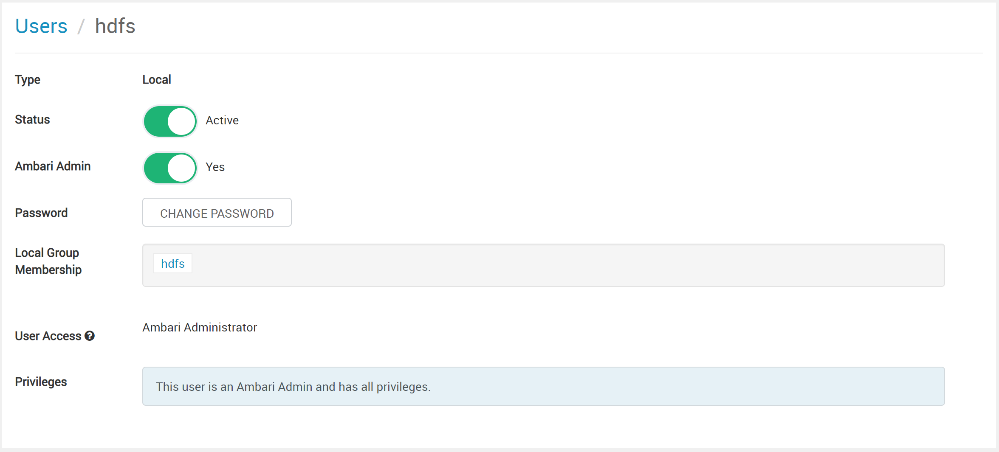 Users / hdfs
Type Local
Status Active
Ambari Admin Yes
Password CHANGE PASSWORD
Local Group
Membership
hdfs
User Access Ambari Administrator
Privileges This user is an Ambari Admin and has all privileges.